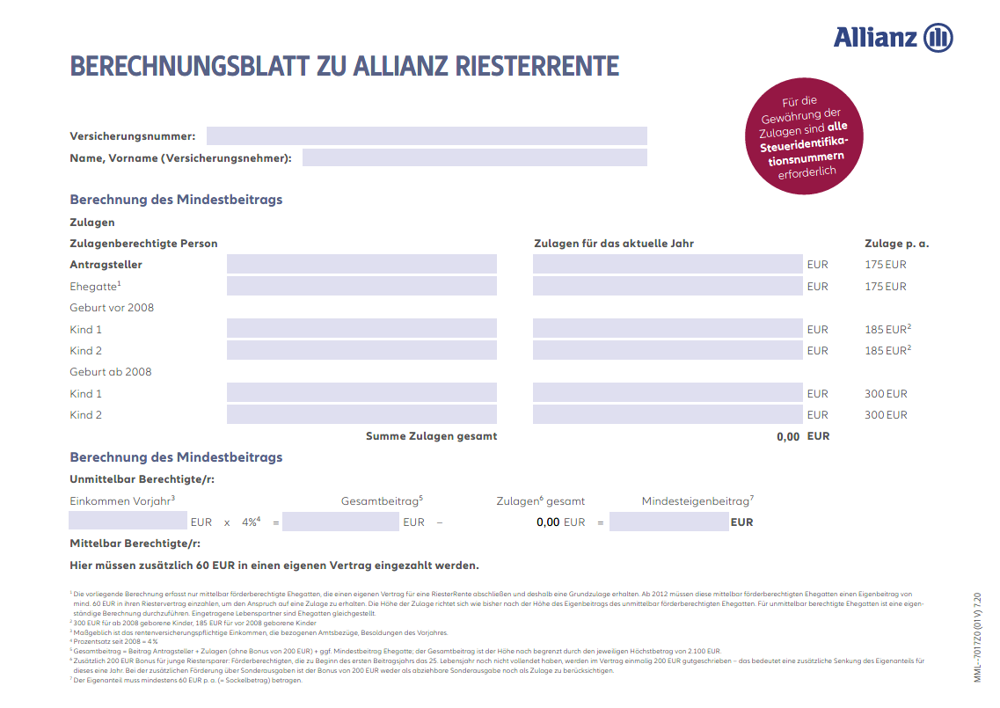 Allianz
BERECHNUNGSBLATT ZU ALLIANZ RIESTERRENTE
Für die
Gewährung der
Zulagen sind alle
Steueridentifika-
tionsnummern
erforderlich
Versicherungsnummer:
Name, Vorname (Versicherungsnehmer):
Berechnung des Mindestbeitrags
Zulagen
Zulagenberechtigte Person Zulagen für das aktuelle Jahr Zulage p. a.
Antragsteller EUR 175 EUR
Ehegatte¹ EUR 175 EUR
Geburt vor 2008
Kind 1 EUR 185 EUR²
Kind 2 EUR 185 EUR²
Geburt ab 2008
Kind 1 EUR 300 EUR
Kind 2 EUR 300 EUR
Summe Zulagen gesamt 0,00 EUR
Berechnung des Mindestbeitrags
Unmittelbar Berechtigte/r:
Einkommen Vorjahr³ Gesamtbeitrag⁵ Zulagen⁶ gesamt Mindesteigenbeitrag⁷
EUR x 4%⁴ = EUR – 0,00 EUR = EUR
Mittelbar Berechtigte/r:
Hier müssen zusätzlich 60 EUR in einen eigenen Vertrag eingezahlt werden.
¹ Die vorliegende Berechnung erfasst nur mittelbar förderberechtigte Ehegatten, die einen eigenen Vertrag für eine RiesterRente abschließen und deshalb eine Grundzulage erhalten. Ab 2012 müssen diese mittelbar förderberechtigten Ehegatten einen Eigenbeitrag von
mind. 60 EUR in ihren Riestervertrag einzahlen, um den Anspruch auf eine Zulage zu erhalten. Die Höhe der Zulage richtet sich wie bisher nach der Höhe des Eigenbeitrags des unmittelbar förderberechtigten Ehegatten. Für unmittelbar berechtigte Ehegatten ist eine eigen-
ständige Berechnung durchzuführen. Eingetragene Lebenspartner sind Ehegatten gleichgestellt.
² 300 EUR für ab 2008 geborene Kinder, 185 EUR für vor 2008 geborene Kinder
³ Maßgeblich ist das rentenversicherungspflichtige Einkommen, die bezogenen Amtsbezüge, Besoldungen des Vorjahres.
⁴ Prozentsatz seit 2008 = 4 %
⁵ Gesamtbeitrag = Beitrag Antragsteller + Zulagen (ohne Bonus von 200 EUR) + ggf. Mindestbeitrag Ehegatte; der Gesamtbeitrag ist der Höhe nach begrenzt durch den jeweiligen Höchstbetrag von 2.100 EUR.
⁶ Zusätzlich 200 EUR Bonus für junge Riestersparer: Förderberechtigten, die zu Beginn des ersten Beitragsjahrs das 25. Lebensjahr noch nicht vollendet haben, werden im Vertrag einmalig 200 EUR gutgeschrieben – das bedeutet eine zusätzliche Senkung des Eigenanteils für
dieses eine Jahr. Bei der zusätzlichen Förderung über Sonderausgaben ist der Bonus von 200 EUR weder als abziehbare Sonderausgabe noch als Zulage zu berücksichtigen.
⁷ Der Eigenanteil muss mindestens 60 EUR p. a. (= Sockelbetrag) betragen.
MML--7017Z0 (01V) 7.20